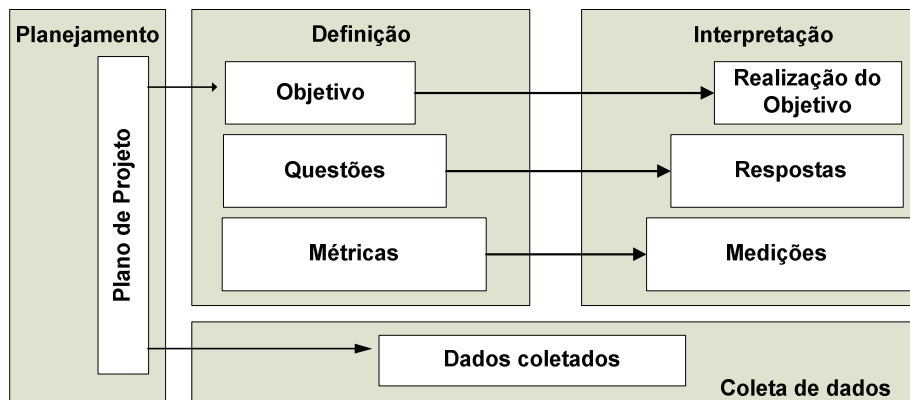 Planejamento
Plano de Projeto
Definição
Objetivo
Questões
Métricas
Interpretação
Realização do
Objetivo
Respostas
Medições
Dados coletados
Coleta de dados